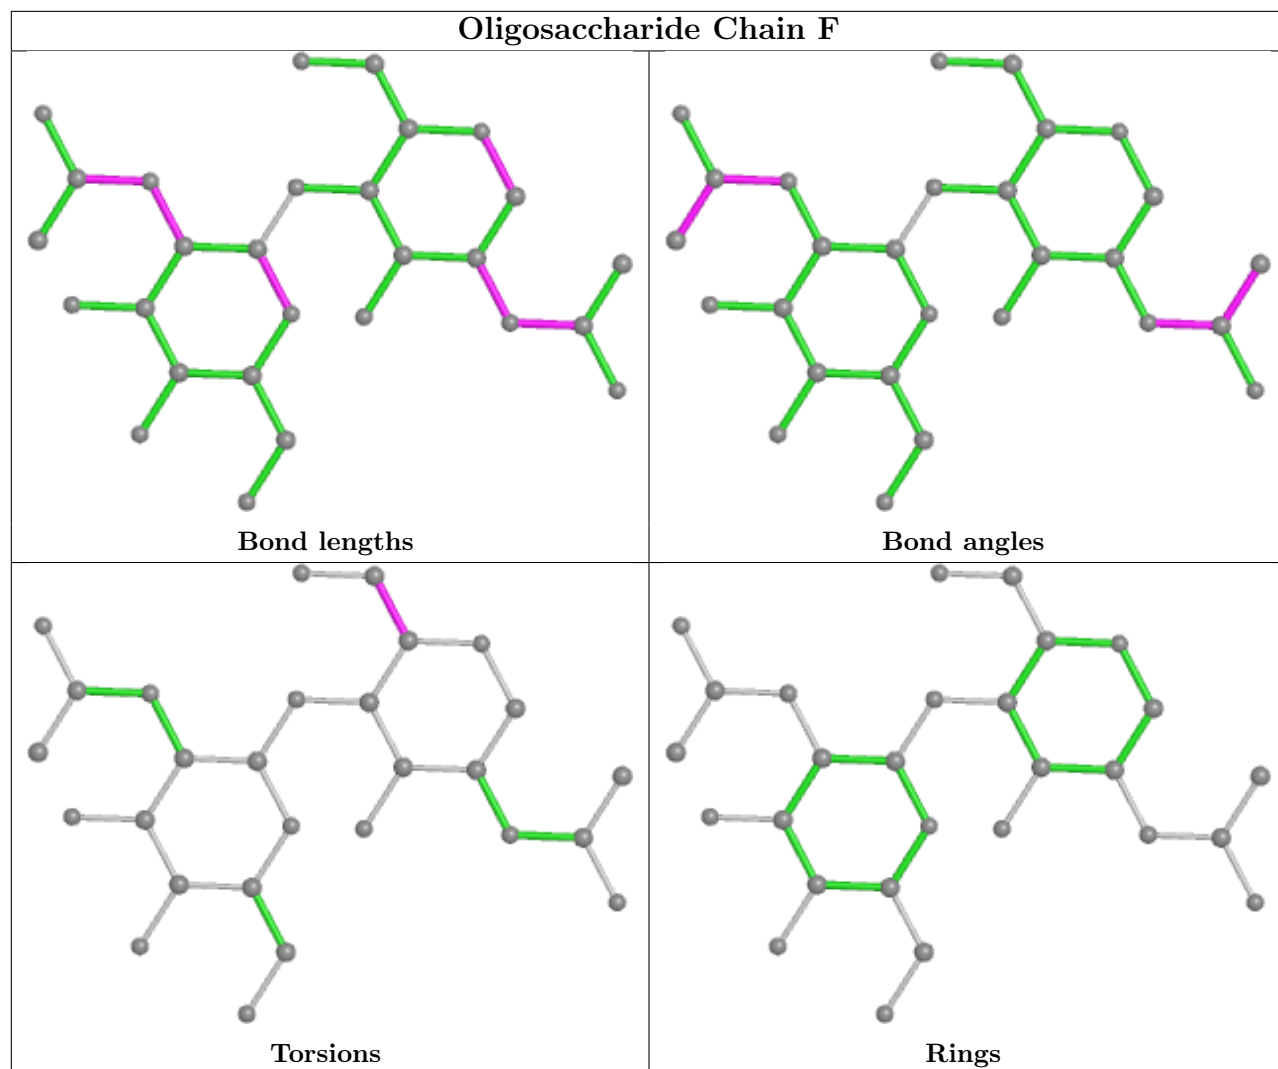 Oligosaccharide Chain F
Bond lengths
Bond angles
Torsions
Rings